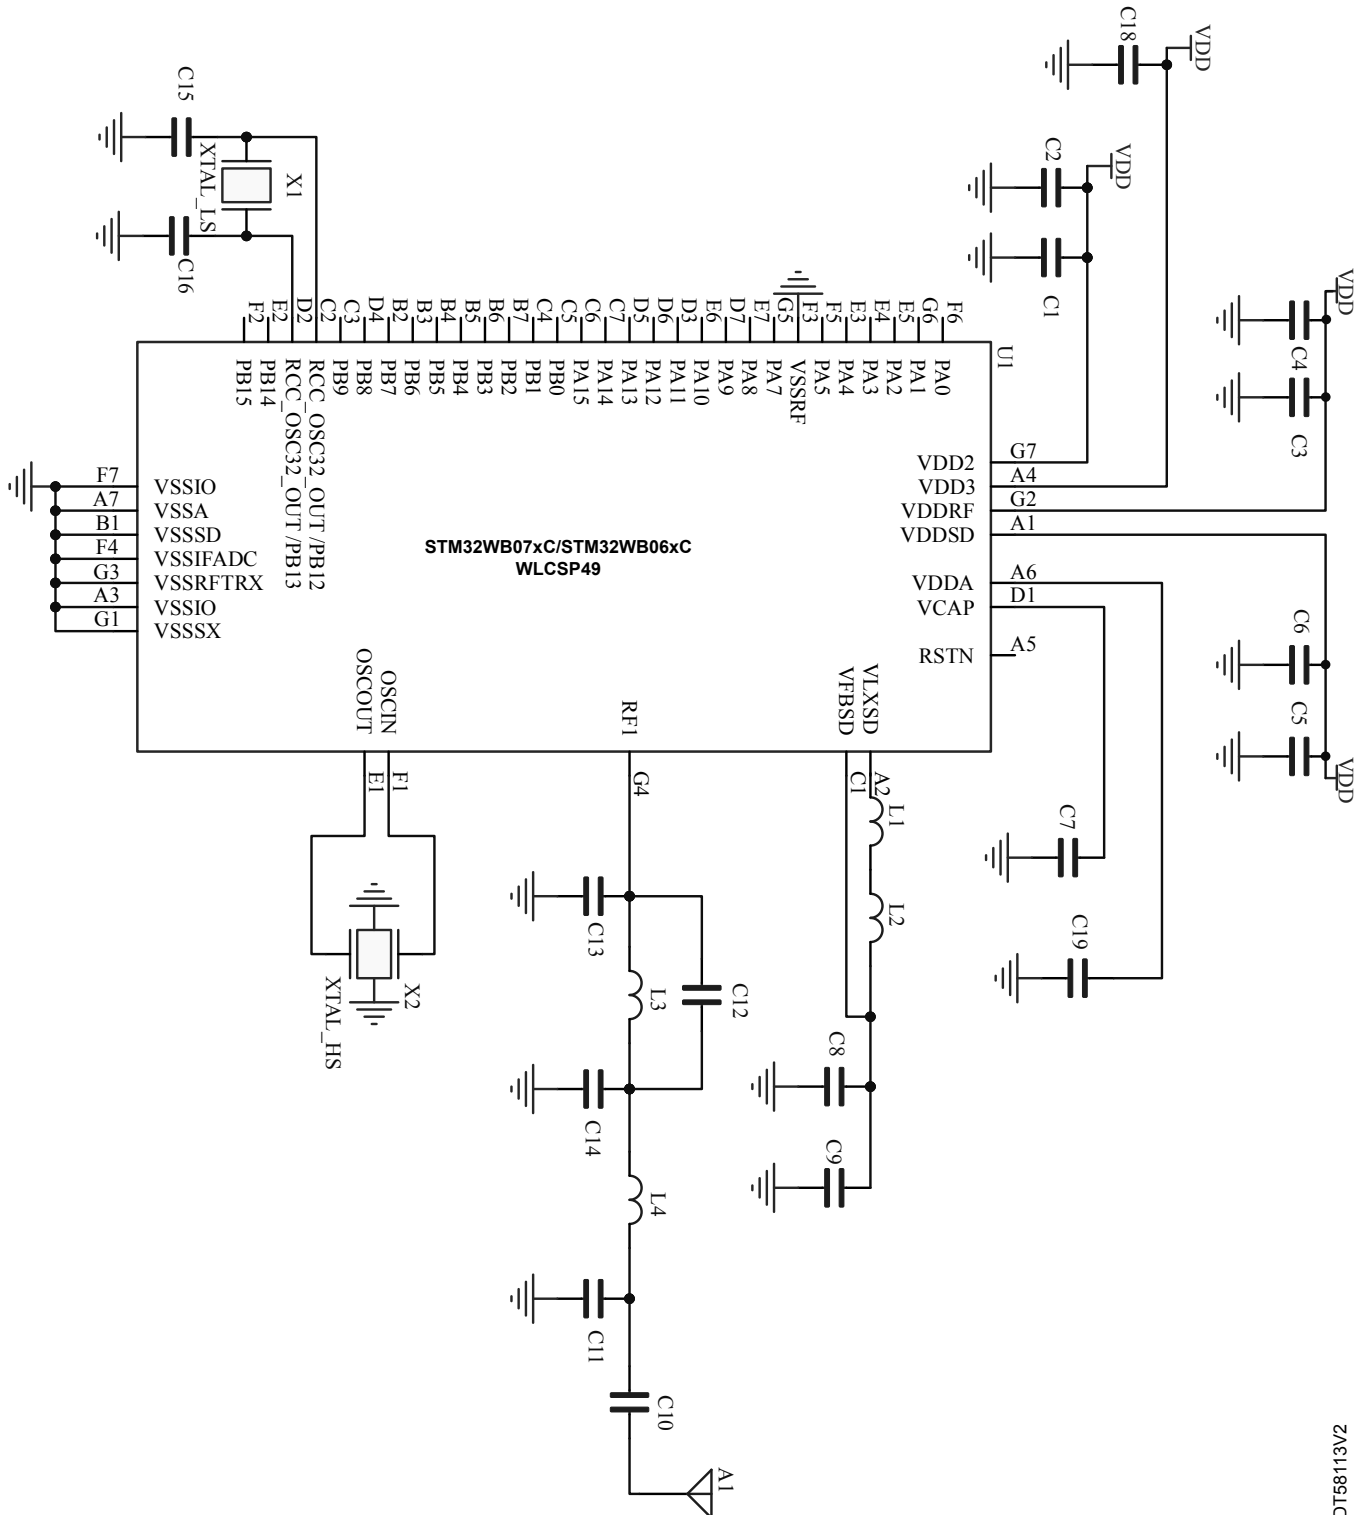 C18
VDD
C15
XTAL_LS
X1
C16
C2
VDD
C1
VDD
C4
C3
F2
E2
D2
C2
C3
D4
B2
B3
B4
B5
B6
B7
C4
C5
C6
C7
D5
D6
D3
E6
D7
E7
G5
F3
F5
E3
E4
E5
G6
F6
U1
PB15
PB14
RCC_OSC32_OUT/PB13
RCC_OSC32_OUT/PB12
PB9
PB8
PB7
PB6
PB5
PB4
PB3
PB2
PB1
PB0
PA15
PA14
PA13
PA12
PA11
PA10
PA9
PA8
PA7
VSSRF
PA5
PA4
PA3
PA2
PA1
PA0
F7 VSSIO
A7 VSSA
B1 VSSSD
F4 VSSIFADC
G3 VSSRFTRX
A3 VSSIO
G1 VSSSX
STM32WB07xC/STM32WB06xC
WLCSP49
VDD2 G7
VDD3 A4
VDDRF G2
VDDSD A1
VDDA A6
VCAP D1
RSTN A5
OSCOUT
OSCIN
RF1
VFBSD
VLXSD
E1
F1
G4
C1
A2
C6
C5
VDD
L1
L2
C7
C19
C13
L3
C12
X2
XTAL_HS
C8
C14
C9
L4
C11
C10
A1
DT58113V2